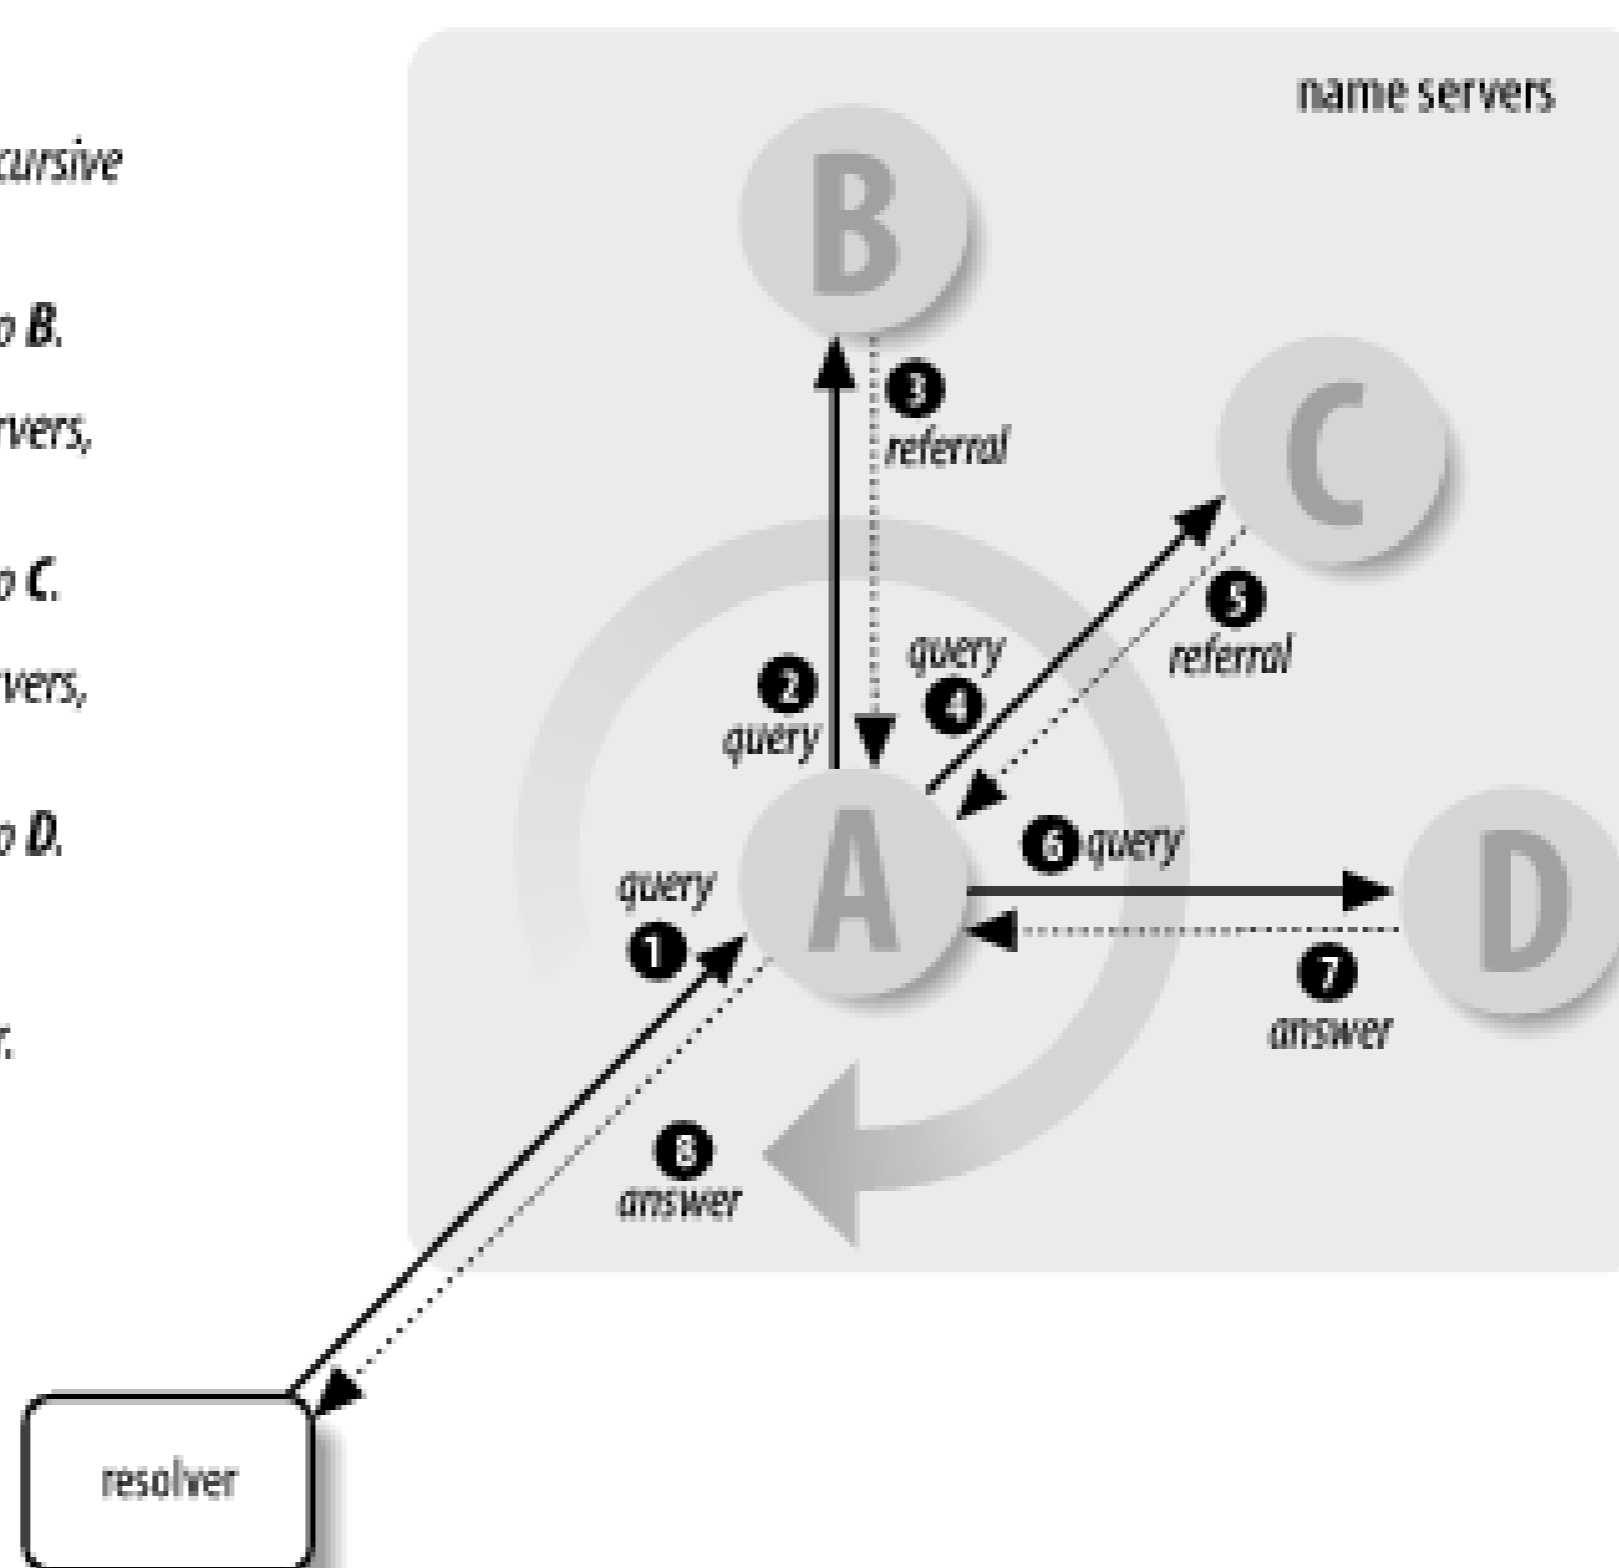 name servers
cursive
B
o B.
3
rvers,
referral
C
o C.
5
query
referral
rvers,
2
4
query
o D.
6 query
A
D
query
1
7
answer
r.
8
answer
resolver